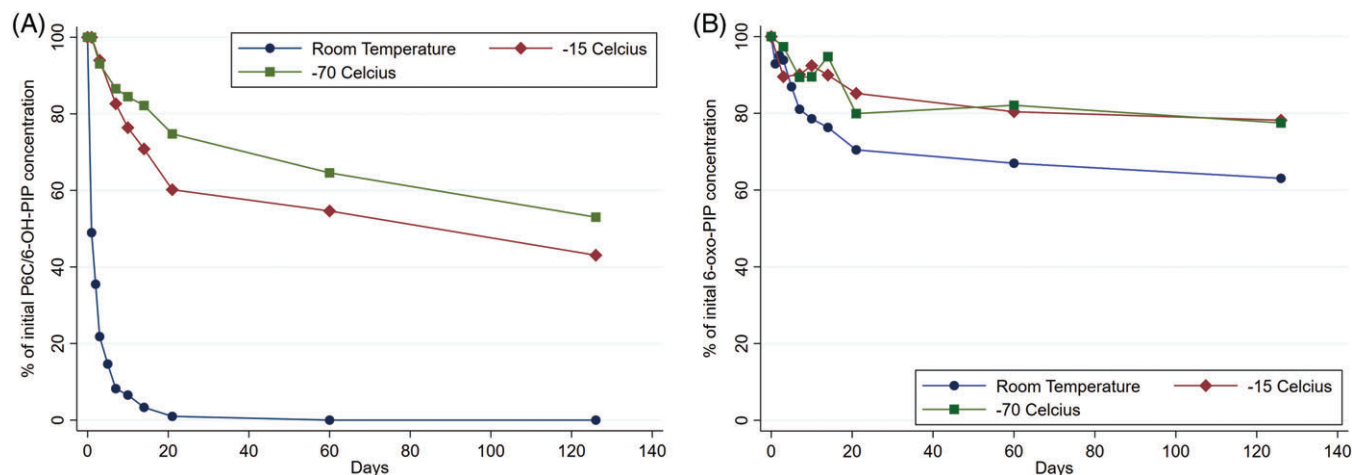 (A)
% of initial P6C/6-OH-PIP concentration
100
80
60
40
20
0
Room Temperature
-15 Celcius
-70 Celcius
0 20 40 60 80 100 120 140
Days
(B)
% of inital 6-oxo-PIP concentration
100
80
60
40
20
0
Room Temperature
-15 Celcius
-70 Celcius
0 20 40 60 80 100 120 140
Days